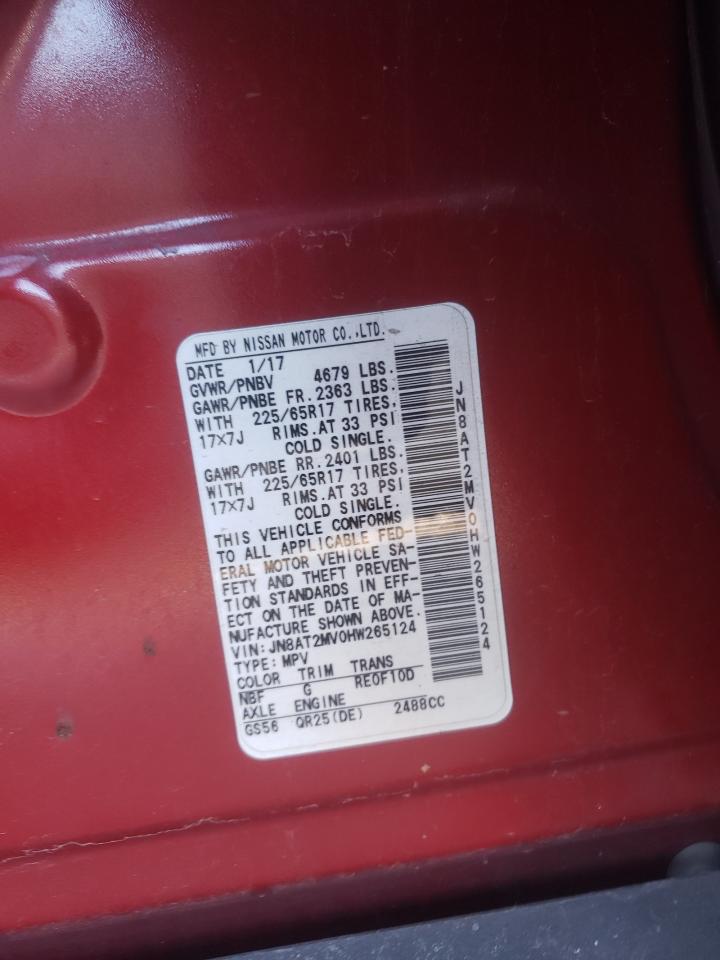 MFD BY NISSAN MOTOR CO.,LTD.
DATE 1/17
GVWR/PNBV 4679 LBS.
GAWR/PNBE FR.2363 LBS.
WITH 225/65R17 TIRES.
17×7J RIMS.AT 33 PSI
COLD SINGLE.
GAWR/PNBE RR.2401 LBS.
WITH 225/65R17 TIRES.
17×7J RIMS.AT 33 PSI
COLD SINGLE.
THIS VEHICLE CONFORMS
TO ALL APPLICABLE FED-
ERAL MOTOR VEHICLE SA-
FETY AND THEFT PREVEN-
TION STANDARDS IN EFF-
ECT ON THE DATE OF MA-
NUFACTURE SHOWN ABOVE.
VIN:JN8AT2MV0HW265124
TYPE:MPV
COLOR TRIM TRANS
NBF G RE0F10D
AXLE ENGINE
GS56 QR25(DE) 2488CC
JN8AT2MV0HW265124